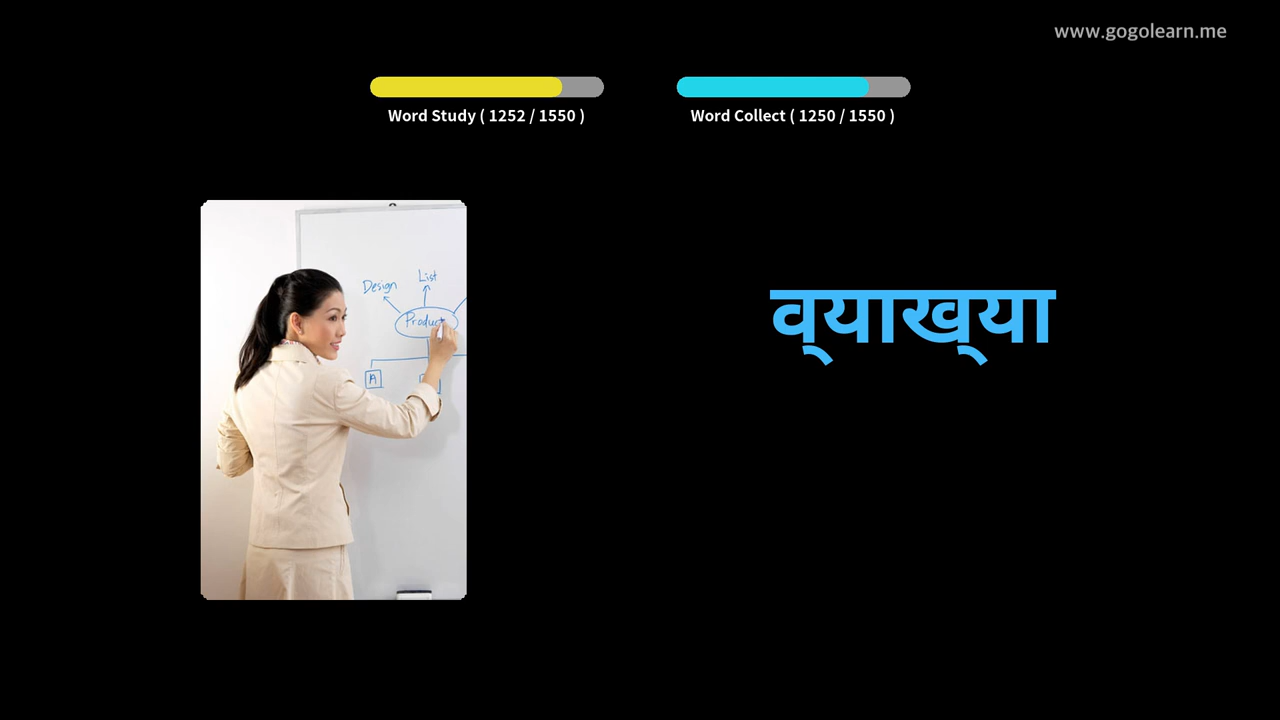 www.gogolearn.me
Word Study ( 1252 / 1550 )
Word Collect ( 1250 / 1550 )
List
Design
Product
A
व्याख्या